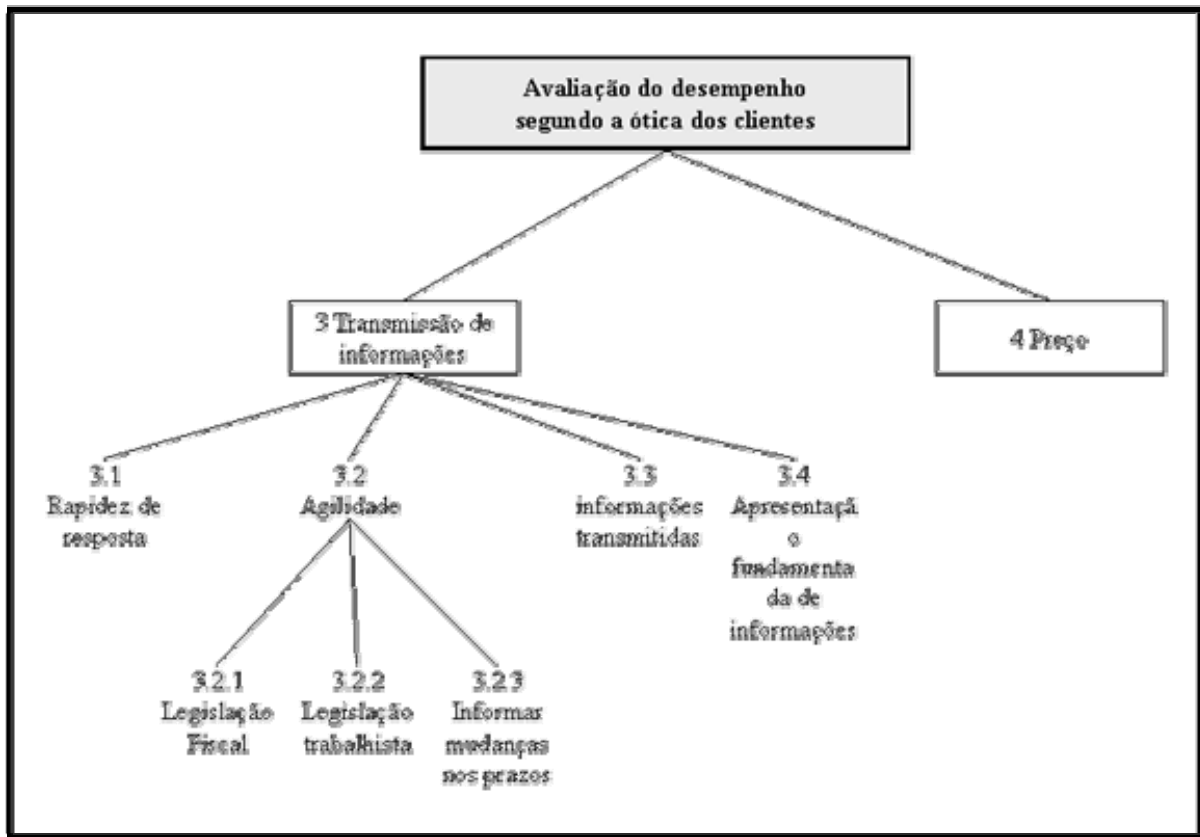 Avaliação do desempenho
segundo a ótica dos clientes
3 Transmissão de
informações
4 Preço
3.1
Rapidez de
resposta
3.2
Agilidade
3.3
informações
transmitidas
3.4
Apresentaçã
o
fundamenta
da de
informações
3.2.1
Legislação
Fiscal
3.2.2
Legislação
trabalhista
3.2.3
Informar
mudanças
nos prazos